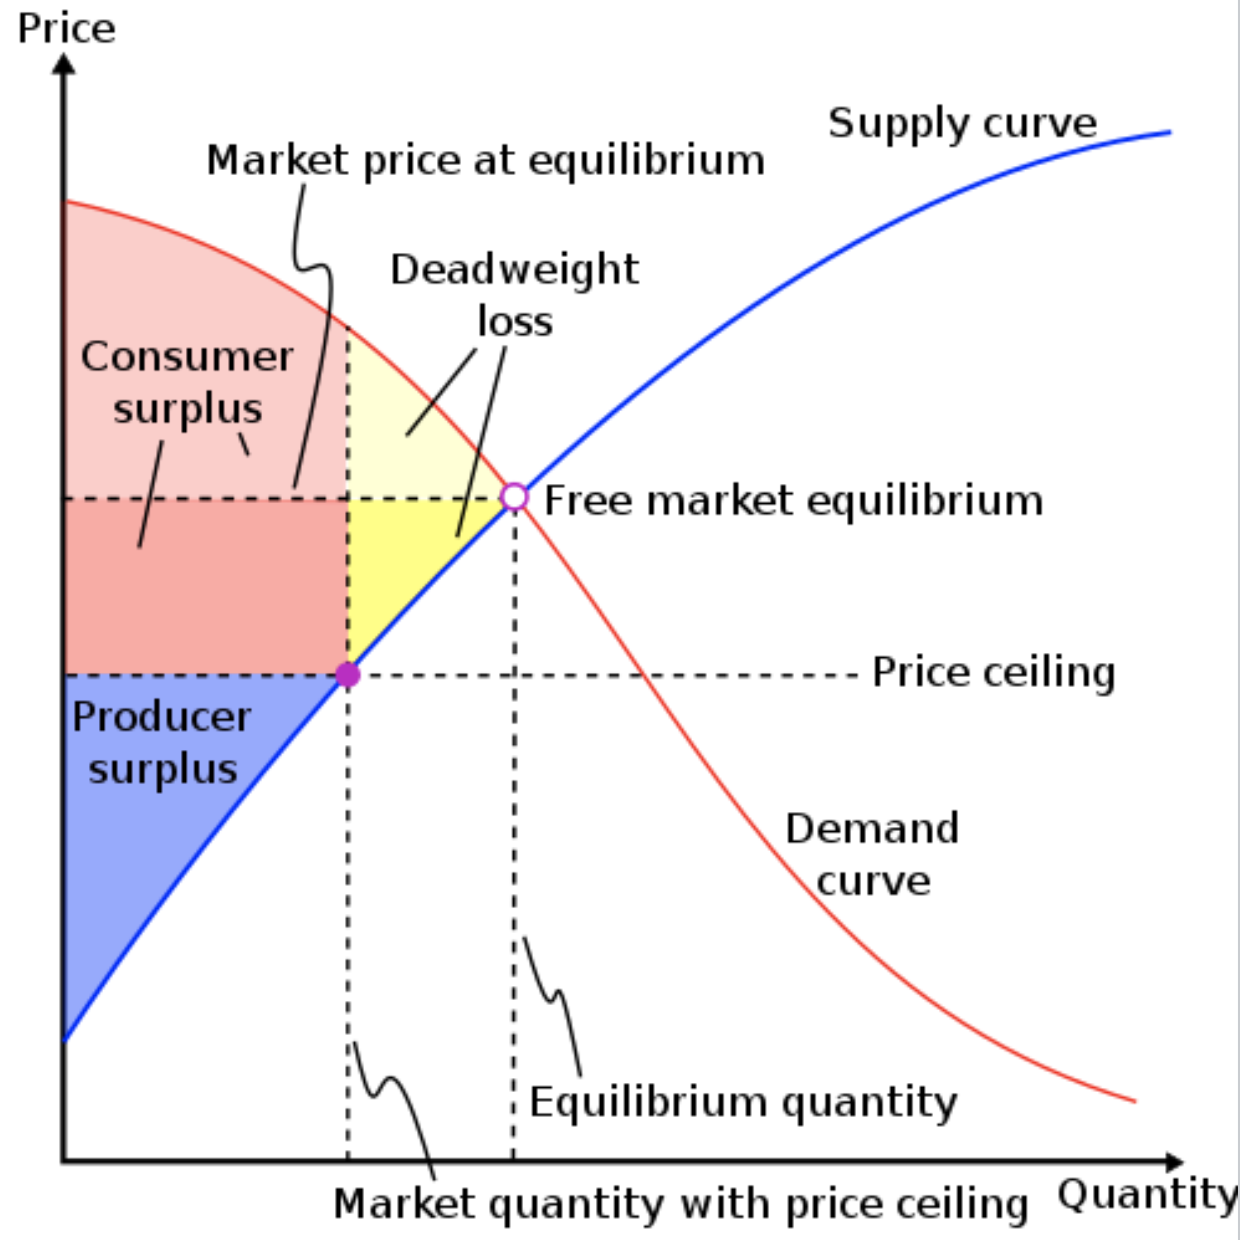 Price
Supply curve
Market price at equilibrium
Deadweight
loss
Consumer
surplus
Free market equilibrium
Price ceiling
Producer
surplus
Demand
curve
Equilibrium quantity
Market quantity with price ceiling
Quantity